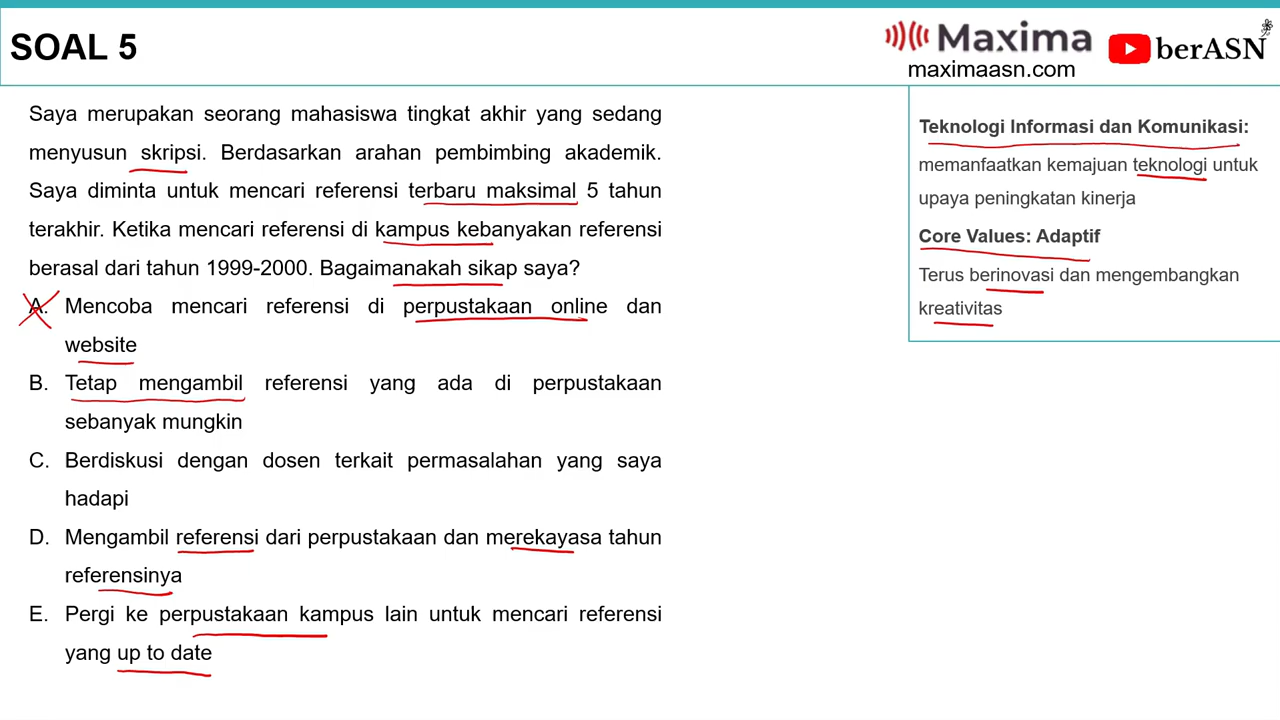 SOAL 5
Maxima
maximaasn.com
berASN
Saya merupakan seorang mahasiswa tingkat akhir yang sedang
menyusun skripsi. Berdasarkan arahan pembimbing akademik.
Saya diminta untuk mencari referensi terbaru maksimal 5 tahun
terakhir. Ketika mencari referensi di kampus kebanyakan referensi
berasal dari tahun 1999-2000. Bagaimanakah sikap saya?
A. Mencoba mencari referensi di perpustakaan online dan
website
B. Tetap mengambil referensi yang ada di perpustakaan
sebanyak mungkin
C. Berdiskusi dengan dosen terkait permasalahan yang saya
hadapi
D. Mengambil referensi dari perpustakaan dan merekayasa tahun
referensinya
E. Pergi ke perpustakaan kampus lain untuk mencari referensi
yang up to date
Teknologi Informasi dan Komunikasi:
memanfaatkan kemajuan teknologi untuk
upaya peningkatan kinerja
Core Values: Adaptif
Terus berinovasi dan mengembangkan
kreativitas